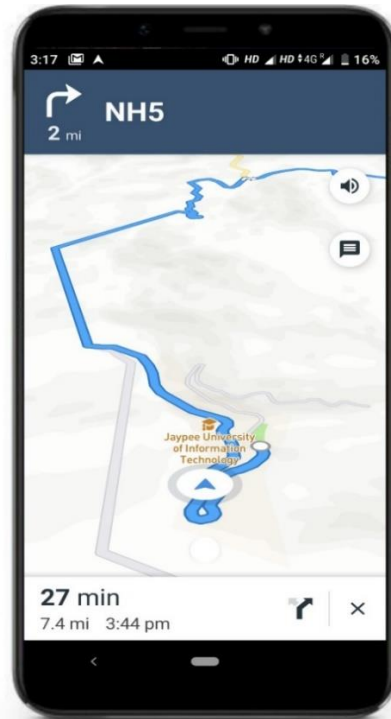 3:17 HD HD 4G R 16%
NH5
2 mi
Jaypee University
of Information
Technology
27 min
7.4 mi 3:44 pm